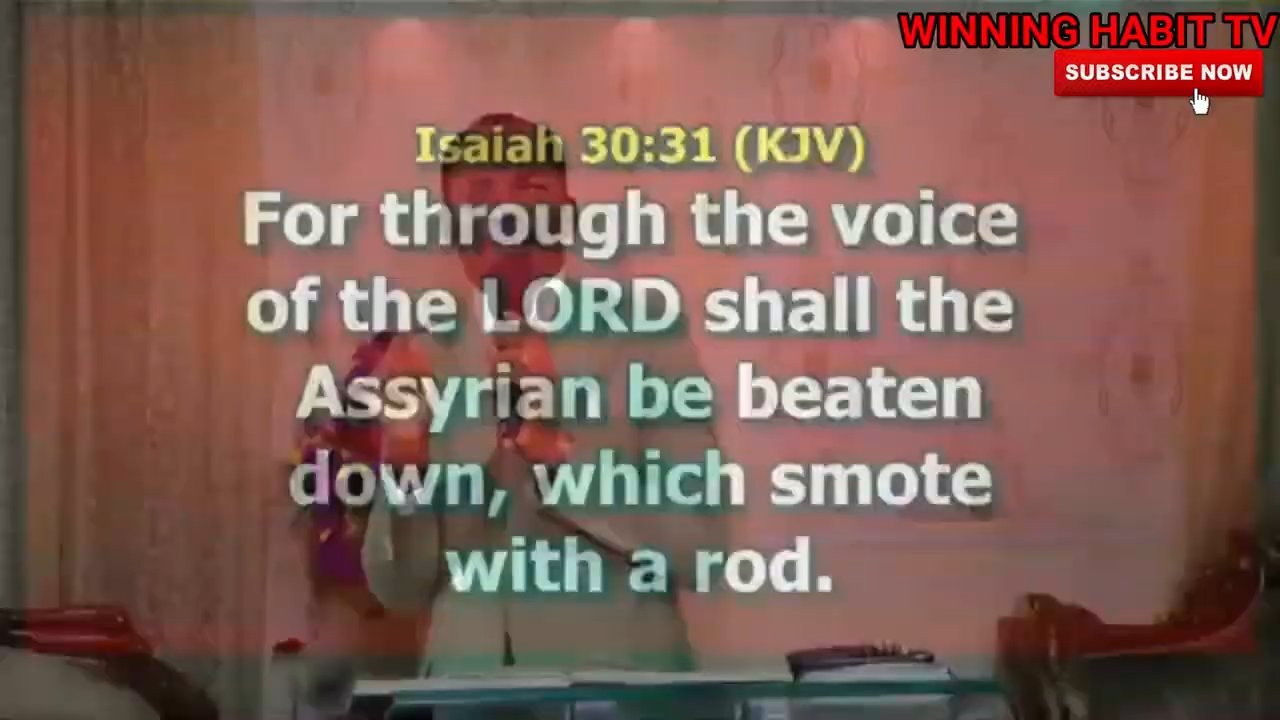 WINNING HABIT TV
SUBSCRIBE NOW
Isaiah 30:31 (KJV)
For through the voice
of the LORD shall the
Assyrian be beaten
down, which smote
with a rod.